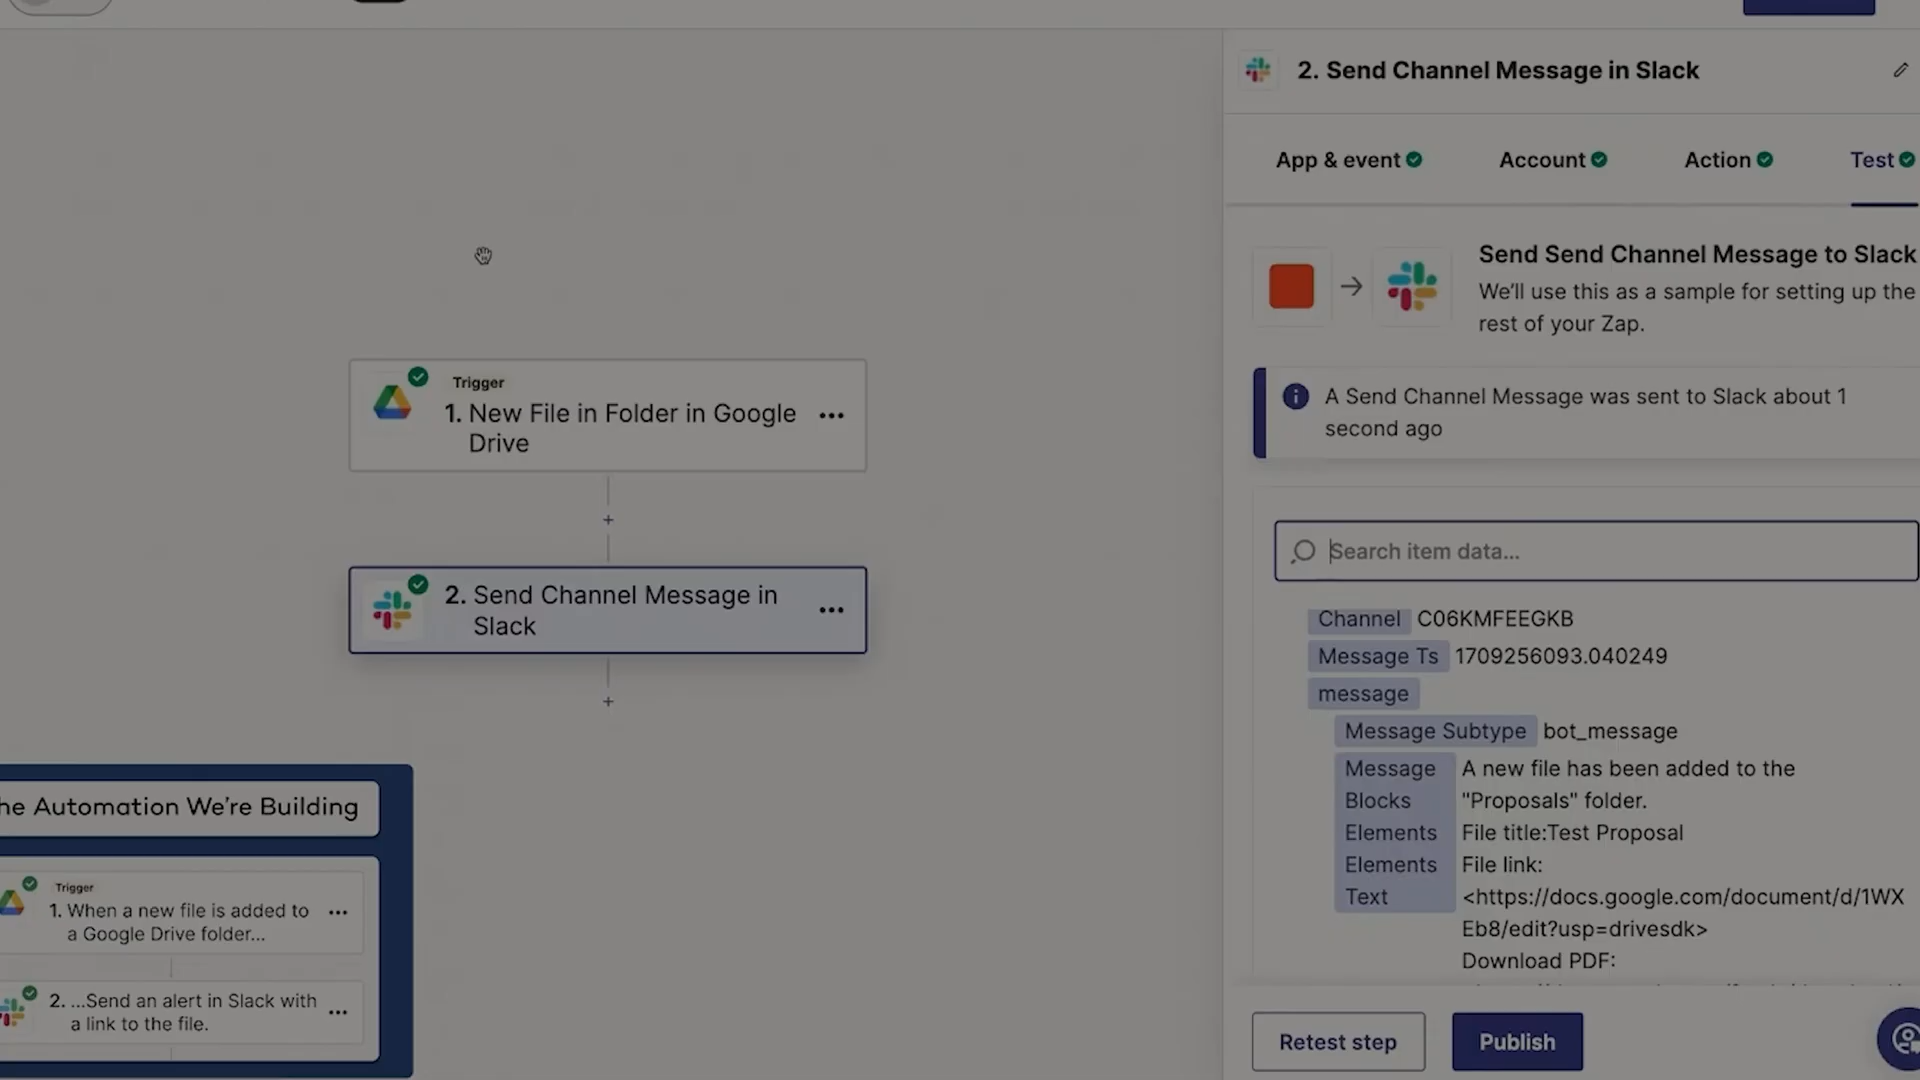 2. Send Channel Message in Slack
App & event
Account
Action
Test
Send Send Channel Message to Slack
We'll use this as a sample for setting up the
rest of your Zap.
A Send Channel Message was sent to Slack about 1
second ago
Search item data...
Channel C06KMFEEGKB
Message Ts 1709256093.040249
message
Message Subtype bot_message
Message Blocks Elements Elements Text
A new file has been added to the
"Proposals" folder.
File title:Test Proposal
File link:
<https://docs.google.com/document/d/1WX
Eb8/edit?usp=drivesdk>
Download PDF:
Retest step
Publish
Trigger
1. New File in Folder in Google
Drive
2. Send Channel Message in
Slack
he Automation We're Building
Trigger
1. When a new file is added to
a Google Drive folder...
2. ...Send an alert in Slack with
a link to the file.